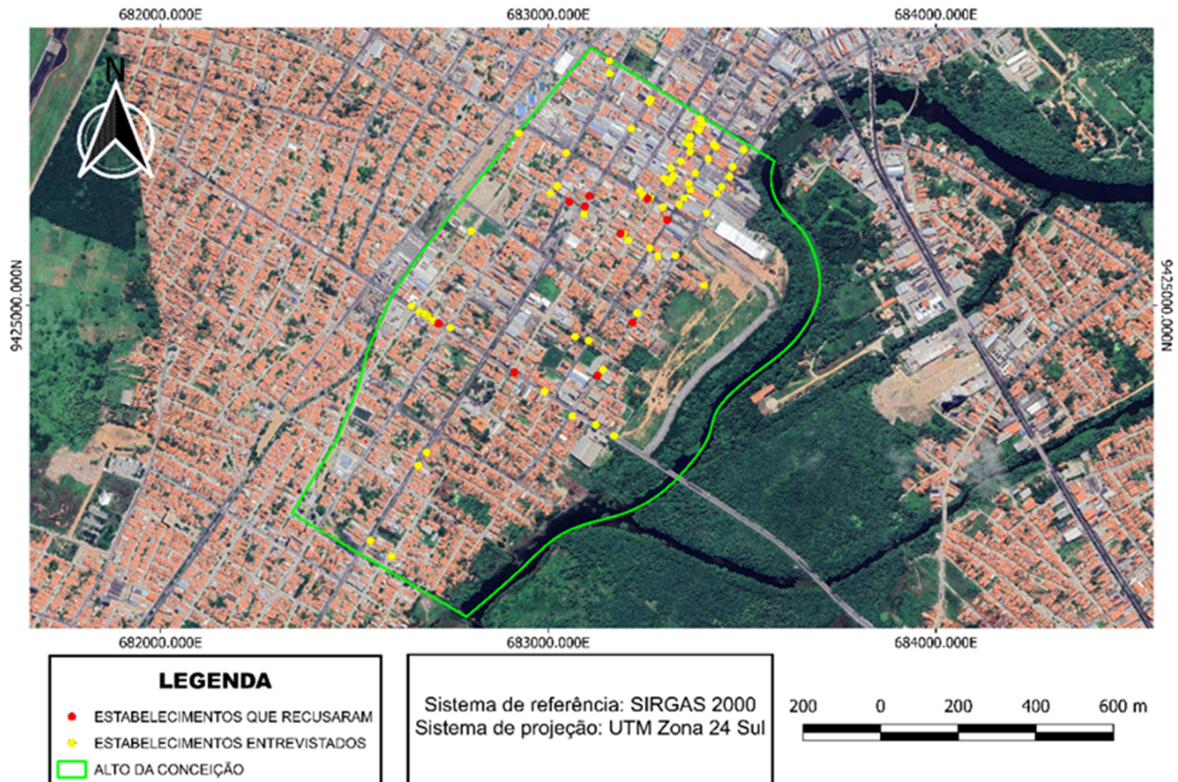 682000.000E 683000.000E 684000.000E
N
9425000.000N
9425000.000N
682000.000E 683000.000E 684000.000E
LEGENDA
ESTABELECIMENTOS QUE RECUSARAM
ESTABELECIMENTOS ENTREVISTADOS
ALTO DA CONCEIÇÃO
Sistema de referência: SIRGAS 2000
Sistema de projeção: UTM Zona 24 Sul
200 0 200 400 600 m